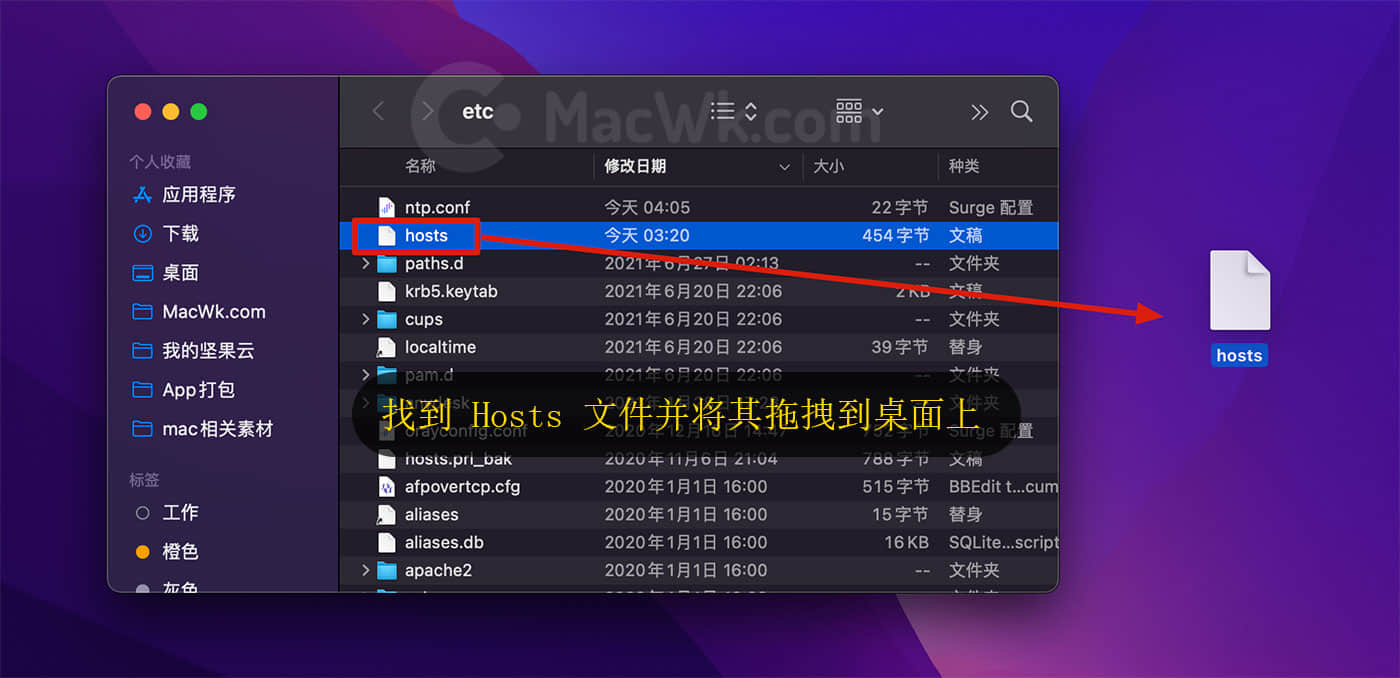 MacWk.com
etc
个人收藏
应用程序
下载
桌面
MacWk.com
我的坚果云
App打包
mac相关素材
标签
工作
橙色
灰色
名称 修改日期 大小 种类
ntp.conf 今天 04:05 22 字节 Surge 配置
hosts 今天 03:20 454 字节 文稿
paths.d 2021年6月27日 02:13 -- 文件夹
krb5.keytab 2021年6月20日 22:06 2 KB 文稿
cups 2021年6月20日 22:06 -- 文件夹
localtime 2021年6月20日 22:06 39 字节 替身
pam.d 2021年6月20日 22:06 -- 文件夹
文件夹
orayconfig.conf 2020年12月16日 14:47 752 字节 Surge 配置
找到 Hosts 文件并将其拖拽到桌面上
hosts.pri_bak 2020年11月6日 21:04 788 字节 文稿
afpovertcp.cfg 2020年1月1日 16:00 515 字节 BBEdit t...cum
aliases 2020年1月1日 16:00 15 字节 替身
aliases.db 2020年1月1日 16:00 16 KB SQLite...script
apache2 2020年1月1日 16:00 -- 文件夹
hosts